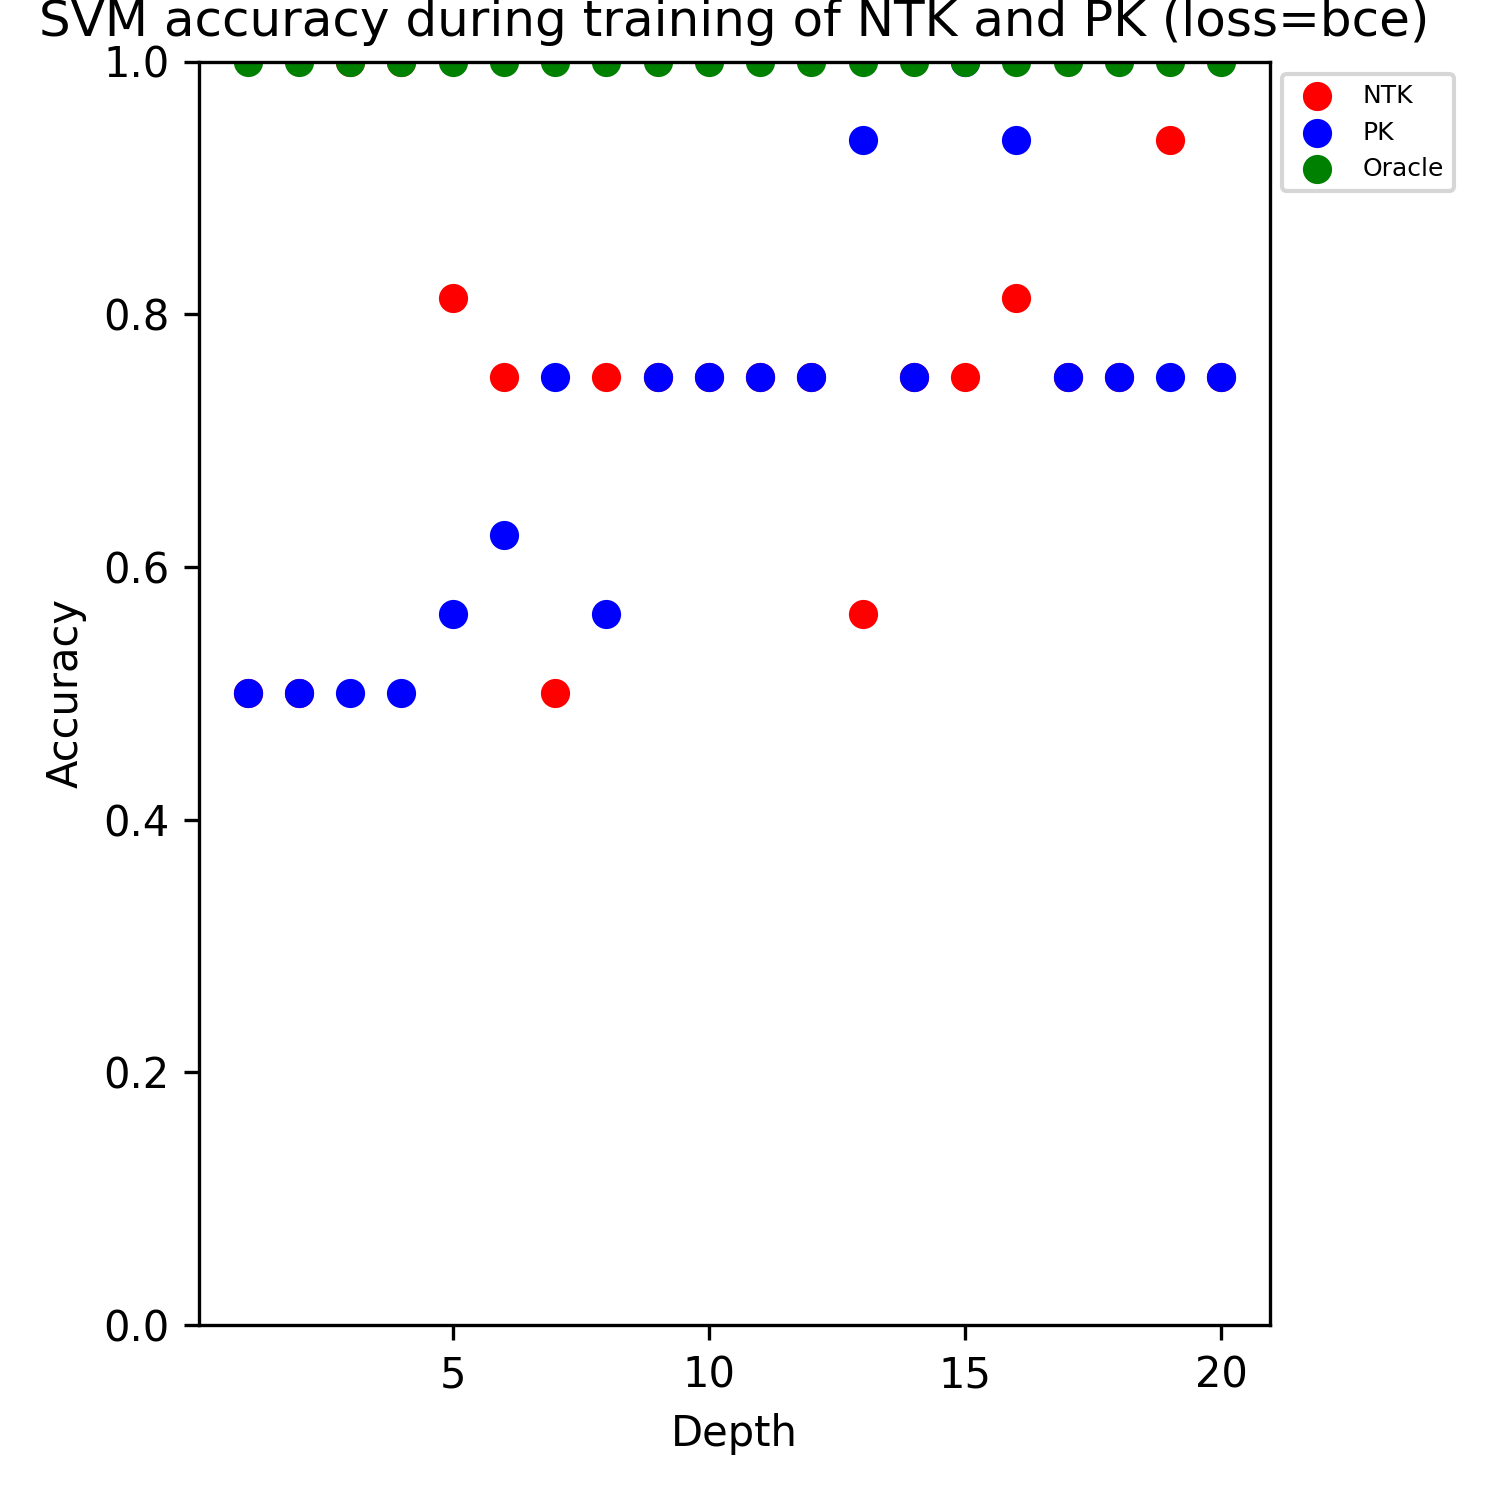 SVM accuracy during training of NTK and PK (loss=bce)
1.0
0.8
0.6
0.4
0.2
0.0
Accuracy
5 10 15 20
Depth
NTK
PK
Oracle